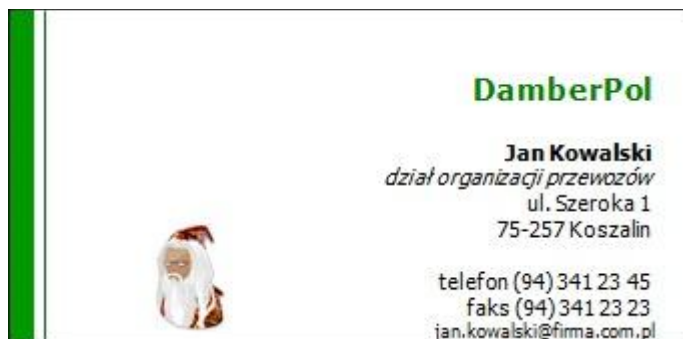 DamberPol
Jan Kowalski
dział organizacji przewozów
ul. Szeroka 1
75-257 Koszalin
telefon (94) 341 23 45
faks (94) 341 23 23
jan.kowalski@firma.com.pl